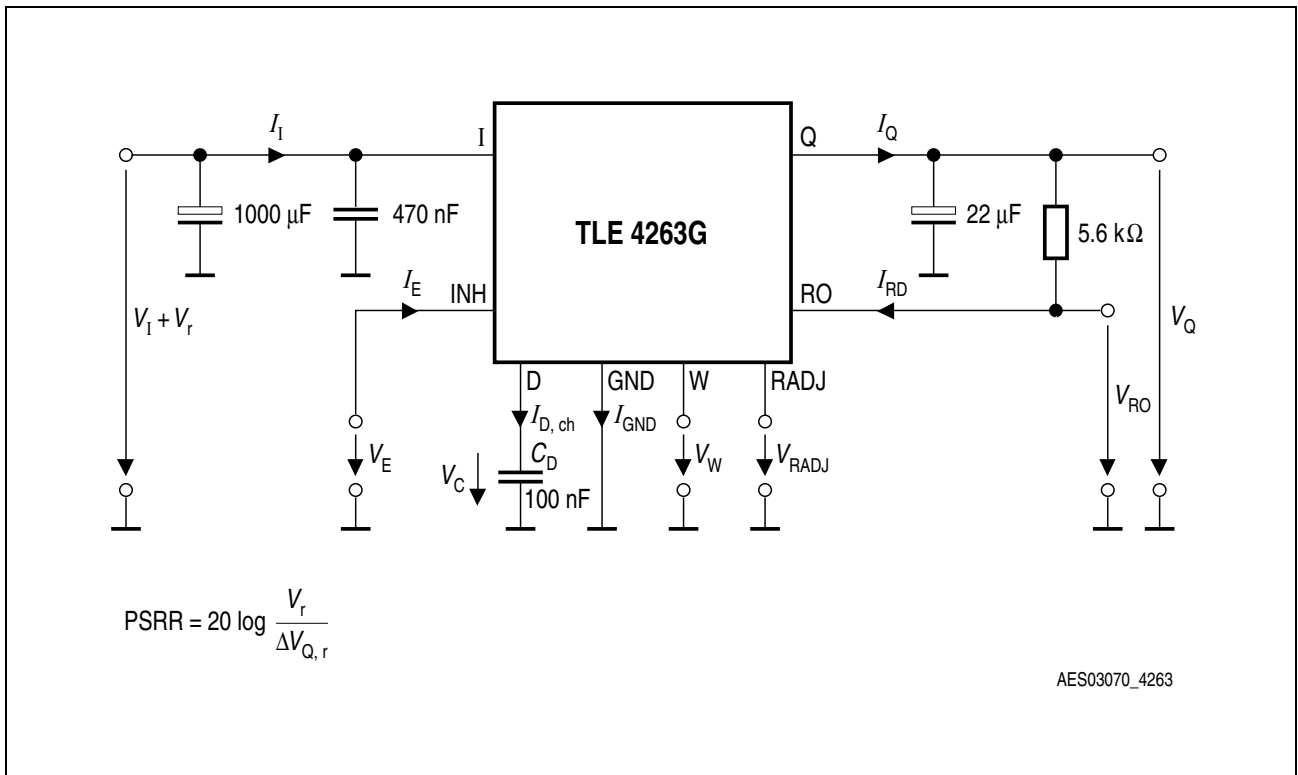 I_I
I
Q
I_Q
1000 µF
470 nF
TLE 4263G
22 µF
5.6 kΩ
I_E
INH
RO
I_RD
V_I + V_r
V_Q
D
GND
W
RADJ
I_D, ch
I_GND
V_RO
V_E
V_C
C_D
100 nF
V_W
V_RADJ
PSRR = 20 log V_r / ΔV_Q, r
AES03070_4263